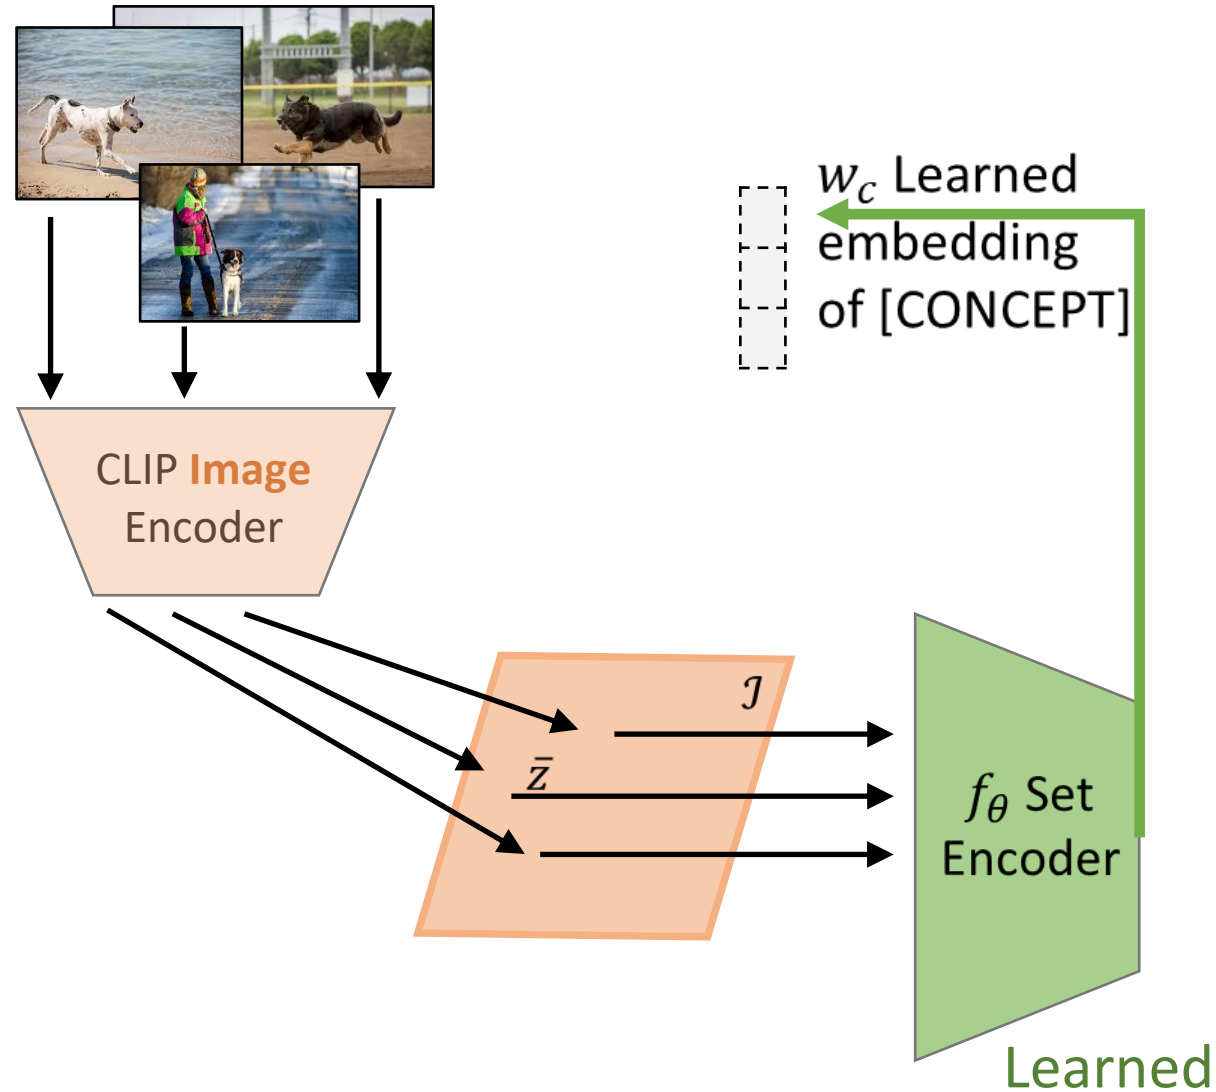 w_c Learned
embedding
of [CONCEPT]
CLIP Image
Encoder
ℐ
z̄
f_θ Set
Encoder
Learned